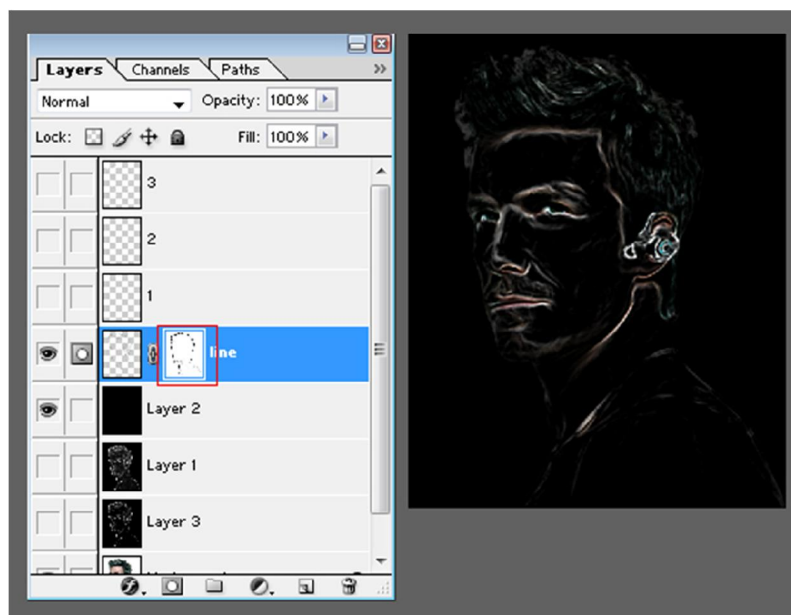 Layers Channels Paths
Normal Opacity: 100%
Lock: Fill: 100%
3
2
1
line
Layer 2
Layer 1
Layer 3